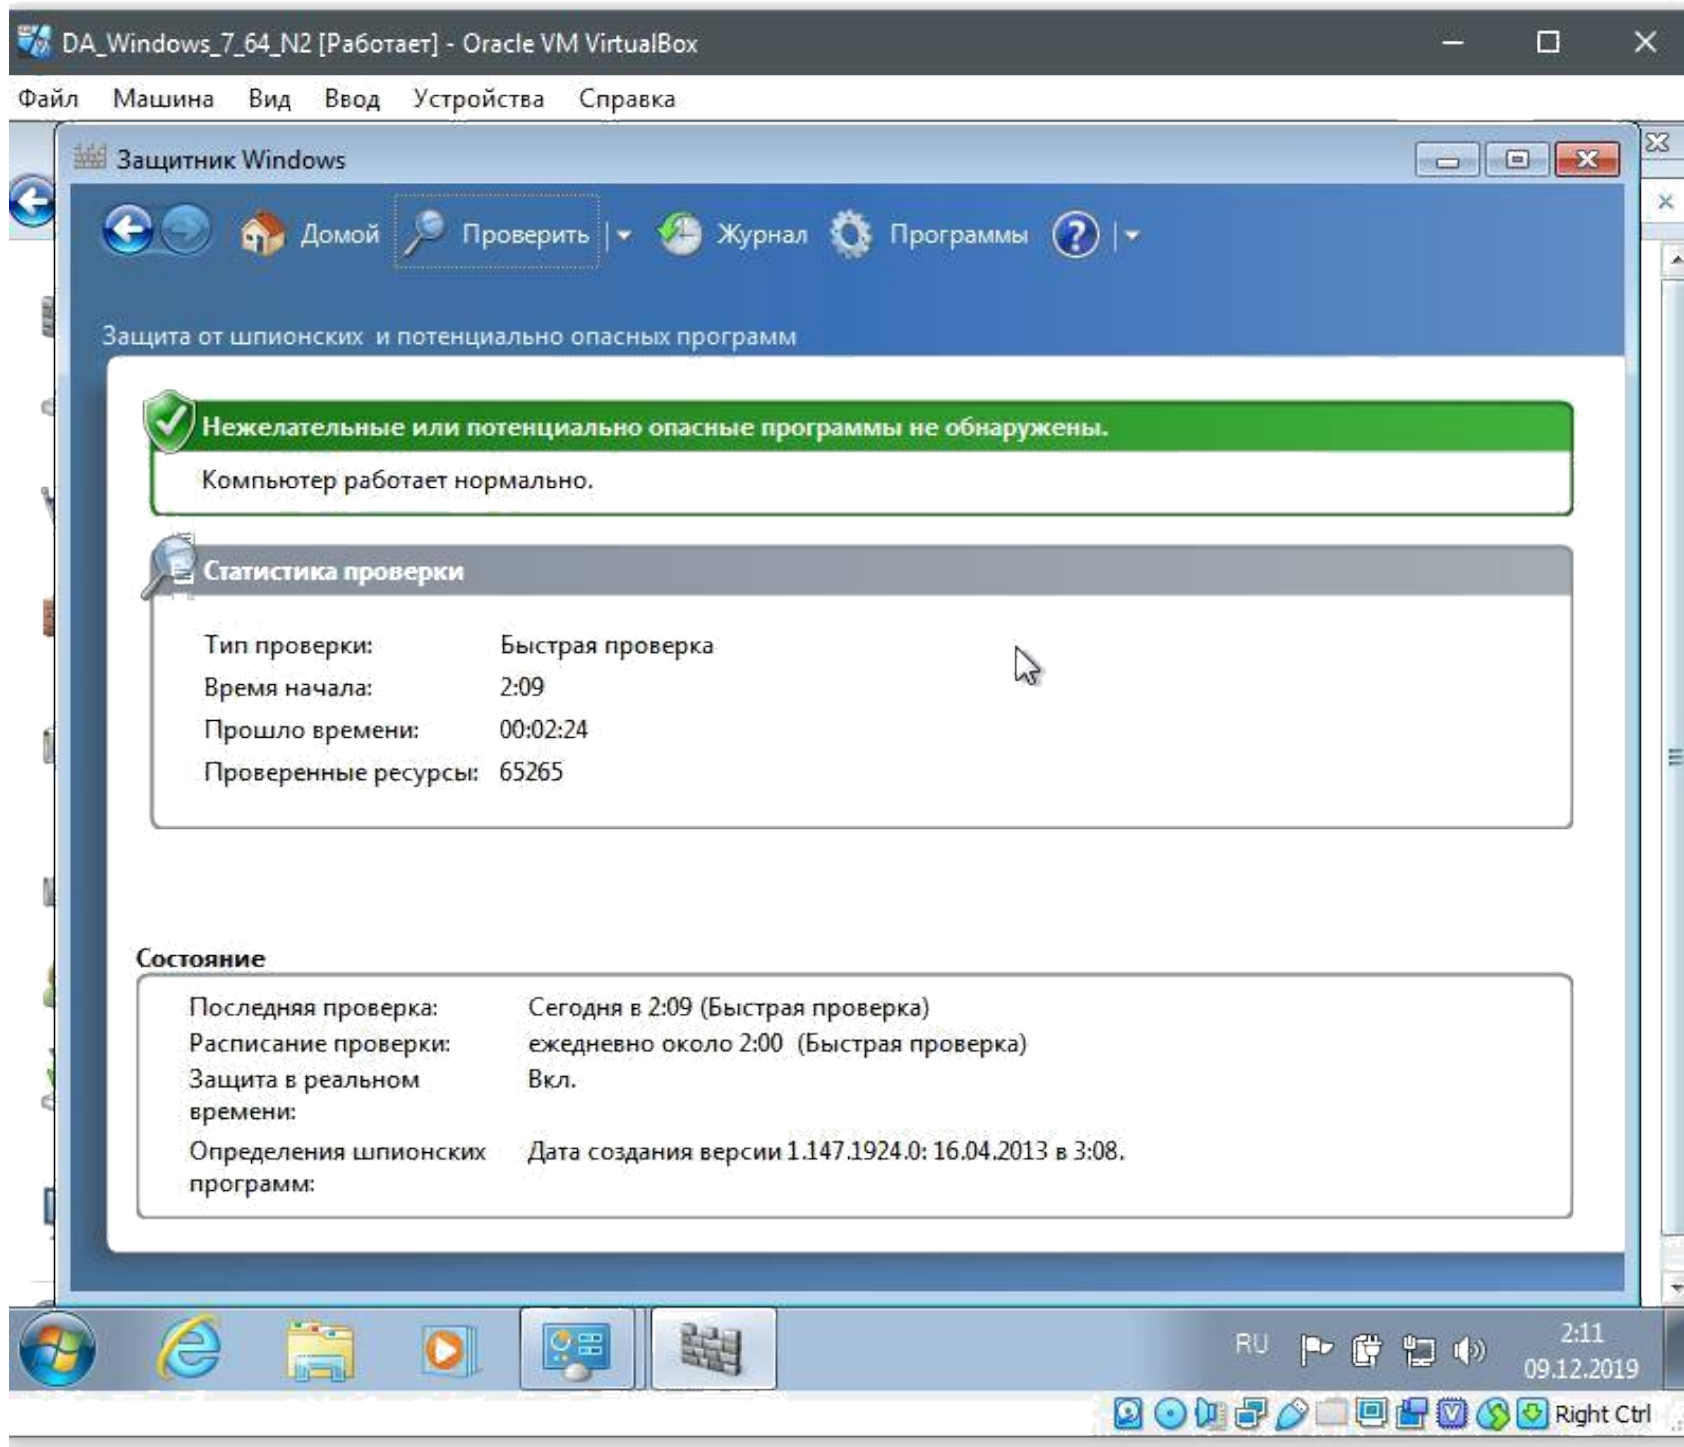 DA_Windows_7_64_N2 [Работает] - Oracle VM VirtualBox
Файл Машина Вид Ввод Устройства Справка
Защитник Windows
Домой Проверить Журнал Программы
Защита от шпионских и потенциально опасных программ
Нежелательные или потенциально опасные программы не обнаружены.
Компьютер работает нормально.
Статистика проверки
Тип проверки: Быстрая проверка
Время начала: 2:09
Прошло времени: 00:02:24
Проверенные ресурсы: 65265
Состояние
Последняя проверка: Сегодня в 2:09 (Быстрая проверка)
Расписание проверки: ежедневно около 2:00 (Быстрая проверка)
Защита в реальном Вкл.
времени:
Определения шпионских Дата создания версии 1.147.1924.0: 16.04.2013 в 3:08.
программ:
RU 2:11
09.12.2019
Right Ctrl